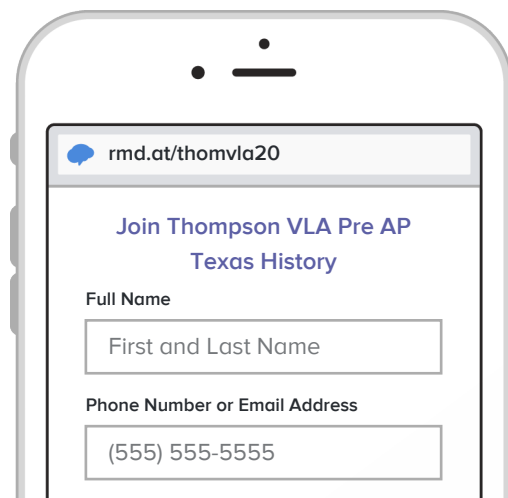 rmd.at/thomvla20
Join Thompson VLA Pre AP
Texas History
Full Name
First and Last Name
Phone Number or Email Address
(555) 555-5555